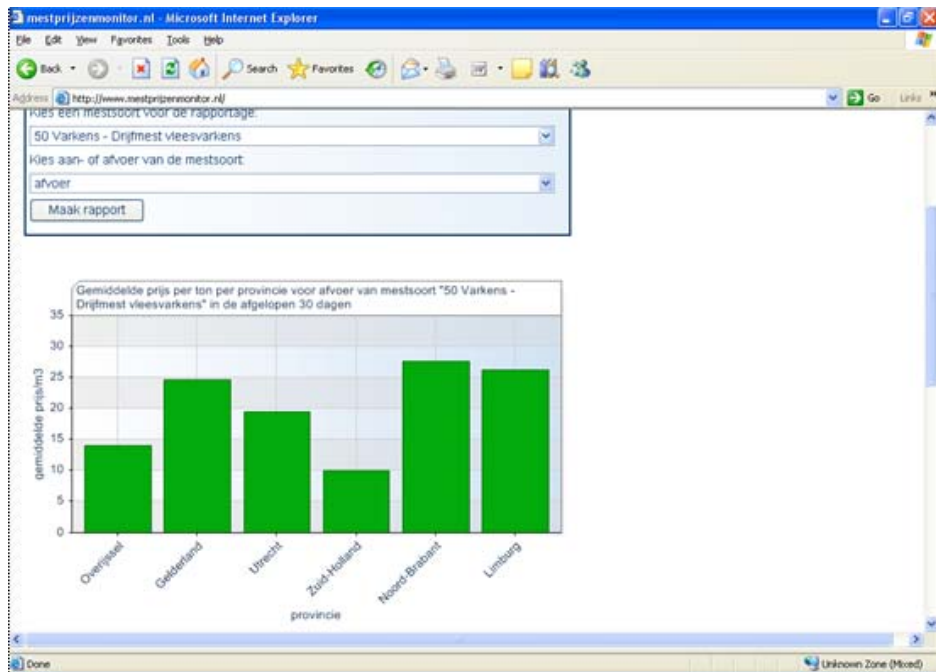 mestprijzenmonitor.nl - Microsoft Internet Explorer
File Edit View Favorites Tools Help
Back Search Favorites
Address http://www.mestprijzenmonitor.nl/ Go Links »
Kies een mestsoort voor de rapportage:
50 Varkens - Drijfmest vleesvarkens
Kies aan- of afvoer van de mestsoort:
afvoer
Maak rapport
Gemiddelde prijs per ton per provincie voor afvoer van mestsoort "50 Varkens -
Drijfmest vleesvarkens" in de afgelopen 30 dagen
gemiddelde prijs/m3
35
30
25
20
15
10
5
0
Overijssel Gelderland Utrecht Zuid-Holland Noord-Brabant Limburg
provincie
Done Unknown Zone (Mixed)